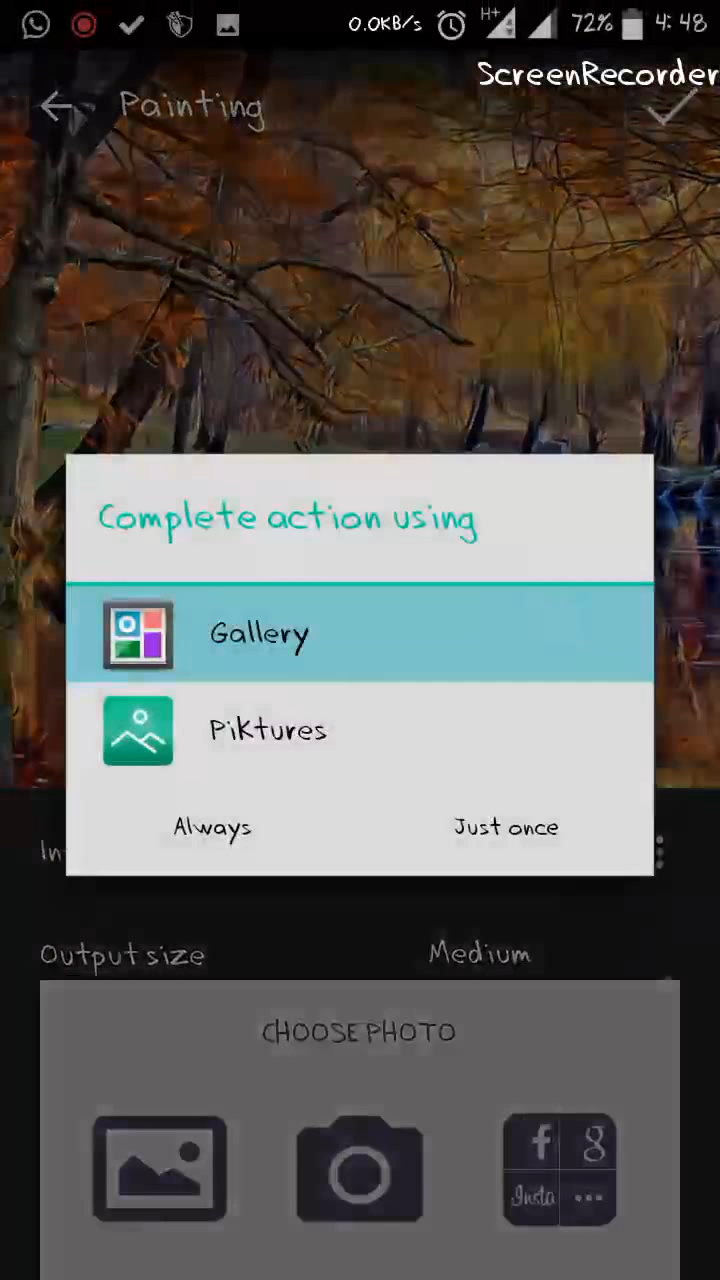 0.0KB/s H+ 72% 4:48
ScreenRecorder
Painting
Complete action using
Gallery
Piktures
Always Just once
In
Output size Medium
CHOOSE PHOTO
f g
Insta ...